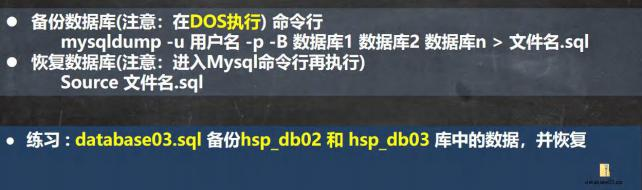 ● 备份数据库(注意：在DOS执行) 命令行
mysqldump -u 用户名 -p -B 数据库1 数据库2 数据库n > 文件名.sql
● 恢复数据库(注意：进入Mysql命令行再执行)
Source 文件名.sql
● 练习 : database03.sql 备份hsp_db02 和 hsp_db03 库中的数据，并恢复